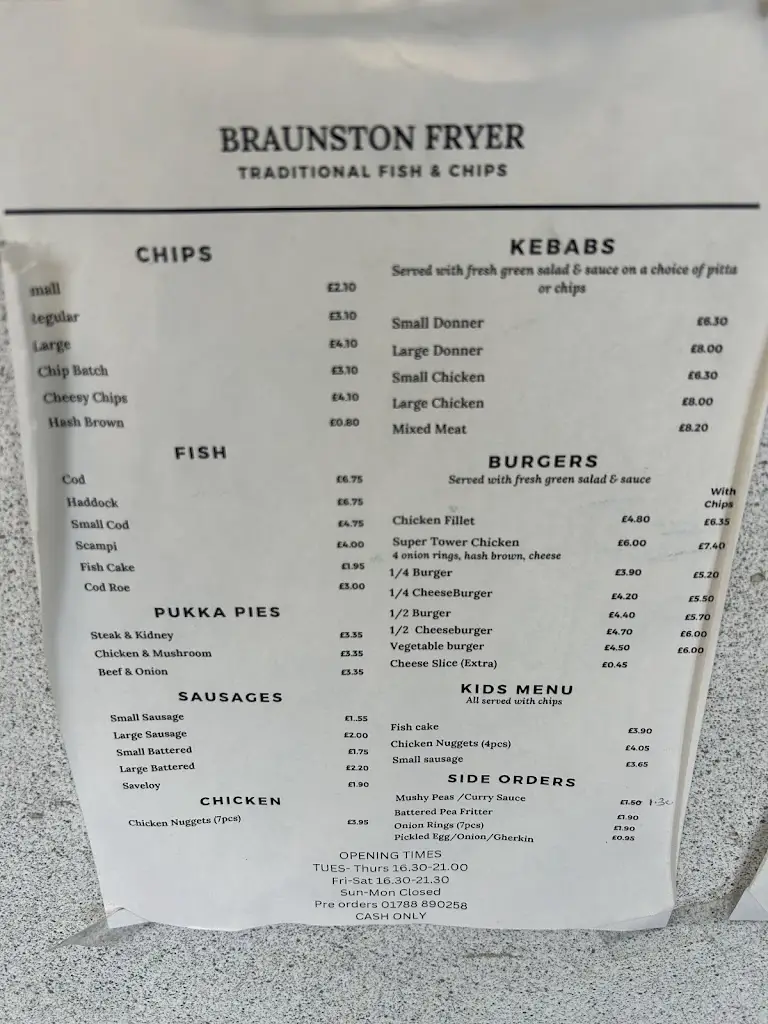 BRAUNSTON FRYER
TRADITIONAL FISH & CHIPS
CHIPS
mall £2.10
egular £3.10
Large £4.10
Chip Batch £3.10
Cheesy Chips £4.10
Hash Brown £0.80
FISH
Cod £6.75
Haddock £6.75
Small Cod £4.75
Scampi £4.00
Fish Cake £1.95
Cod Roe £3.00
PUKKA PIES
Steak & Kidney £3.35
Chicken & Mushroom £3.35
Beef & Onion £3.35
SAUSAGES
Small Sausage £1..55
Large Sausage £2.00
Small Battered £1.75
Large Battered £2.20
Saveloy £1.90
CHICKEN
Chicken Nuggets (7pcs) £3.95
KEBABS
Served with fresh green salad & sauce on a choice of pitta
or chips
Small Donner £6.30
Large Donner £8.00
Small Chicken £6.30
Large Chicken £8.00
Mixed Meat £8.20
BURGERS
Served with fresh green salad & sauce
With
Chips
Chicken Fillet £4.80 £6.35
Super Tower Chicken £6.00 £7.40
4 onion rings, hash brown, cheese
1/4 Burger £3.90 £5.20
1/4 CheeseBurger £4.20 £5.50
1/2 Burger £4.40 £5.70
1/2 Cheeseburger £4.70 £6.00
Vegetable burger £4.50 £6.00
Cheese Slice (Extra) £0.45
KIDS MENU
All served with chips
Fish cake £3.90
Chicken Nuggets (4pcs) £4.05
Small sausage £3.65
SIDE ORDERS
Mushy Peas /Curry Sauce £1.50 1.30
Battered Pea Fritter £1.90
Onion Rings (7pcs) £1.90
Pickled Egg/Onion/Gherkin £0.95
OPENING TIMES
TUES- Thurs 16.30-21.00
Fri-Sat 16.30-21.30
Sun-Mon Closed
Pre orders 01788 890258
CASH ONLY